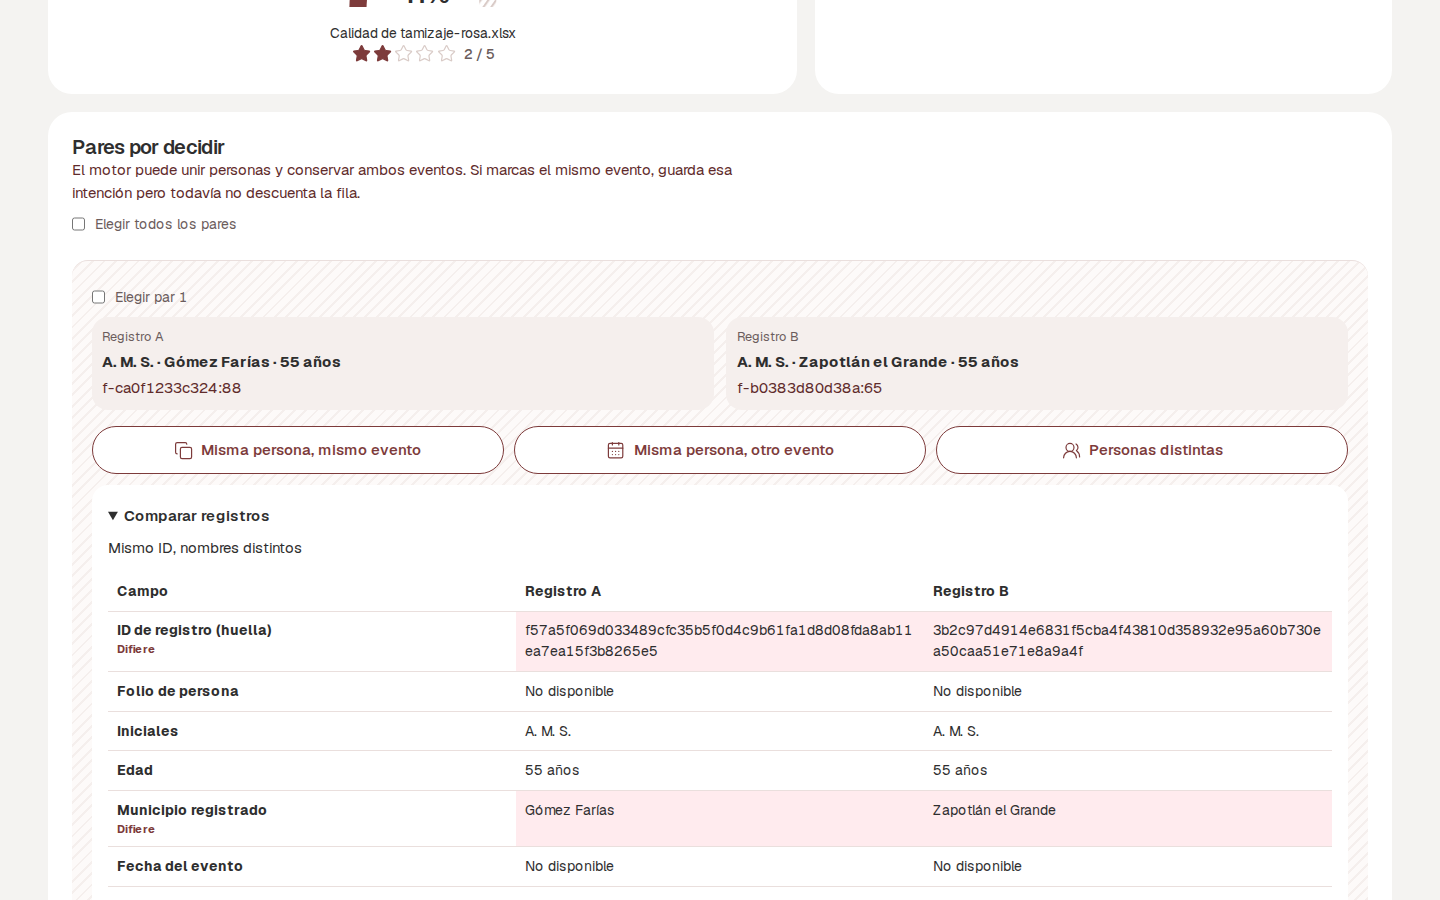 Calidad de tamizaje-rosa.xlsx
2 / 5
Pares por decidir
El motor puede unir personas y conservar ambos eventos. Si marcas el mismo evento, guarda esa
intención pero todavía no descuenta la fila.
Elegir todos los pares
Elegir par 1
Registro A
A. M. S. · Gómez Farías · 55 años
f-ca0f1233c324:88
Registro B
A. M. S. · Zapotlán el Grande · 55 años
f-b0383d80d38a:65
Misma persona, mismo evento
Misma persona, otro evento
Personas distintas
Comparar registros
Mismo ID, nombres distintos
Campo Registro A Registro B
ID de registro (huella)
Difiere
f57a5f069d033489cfc35b5f0d4c9b61fa1d8d08fda8ab11
ea7ea15f3b8265e5
3b2c97d4914e6831f5cba4f43810d358932e95a60b730e
a50caa51e71e8a9a4f
Folio de persona No disponible No disponible
Iniciales A. M. S. A. M. S.
Edad 55 años 55 años
Municipio registrado Gómez Farías Zapotlán el Grande
Difiere
Fecha del evento No disponible No disponible